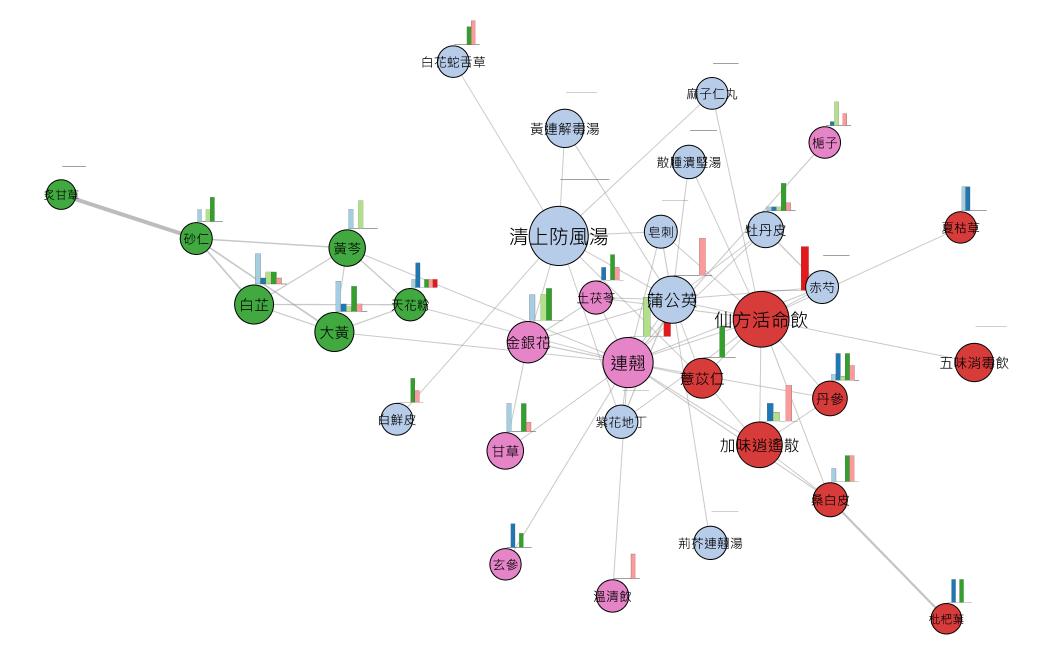 白花蛇舌草
麻子仁丸
黃連解毒湯
梔子
散腫潰堅湯
炙甘草
砂仁
黃芩
清上防風湯
皂刺
牡丹皮
夏枯草
白芷
大黃
天花粉
土茯苓
蒲公英
赤芍
仙方活命飲
金銀花
連翹
薏苡仁
五味消毒飲
丹參
白鮮皮
紫花地丁
甘草
加味逍遙散
桑白皮
荊芥連翹湯
玄參
溫清飲
枇杷葉